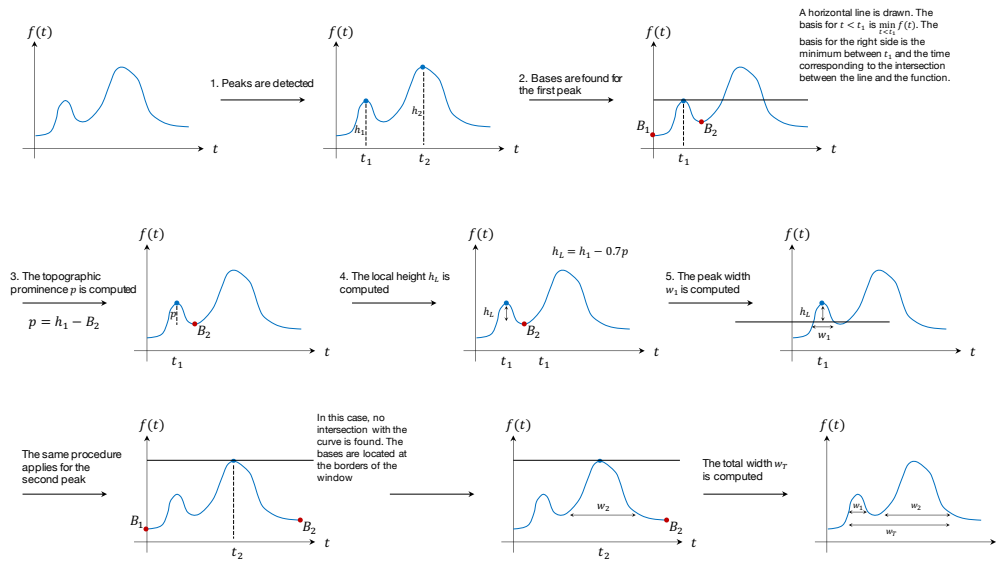 f(t)
t
1. Peaks are detected
f(t)
h₁
h₂
t₁
t₂
t
2. Bases are found for
the first peak
f(t)
B₁
B₂
t₁
t
A horizontal line is drawn. The
basis for t < t₁ is min f(t). The
t<t₁
basis for the right side is the
minimum between t₁ and the time
corresponding to the intersection
between the line and the function.
3. The topographic
prominence p is computed
p = h₁ − B₂
f(t)
p
B₂
t₁
t
4. The local height h_L is
computed
f(t)
h_L = h₁ − 0.7p
h_L
B₂
t₁
t₁
t
5. The peak width
w₁ is computed
f(t)
h_L
w₁
t₁
t
The same procedure
applies for the
second peak
f(t)
B₁
B₂
t₂
t
In this case, no
intersection with the
curve is found. The
bases are located at
the borders of the
window
f(t)
w₂
B₂
t₂
t
The total width w_T
is computed
f(t)
w₁
w₂
w_T